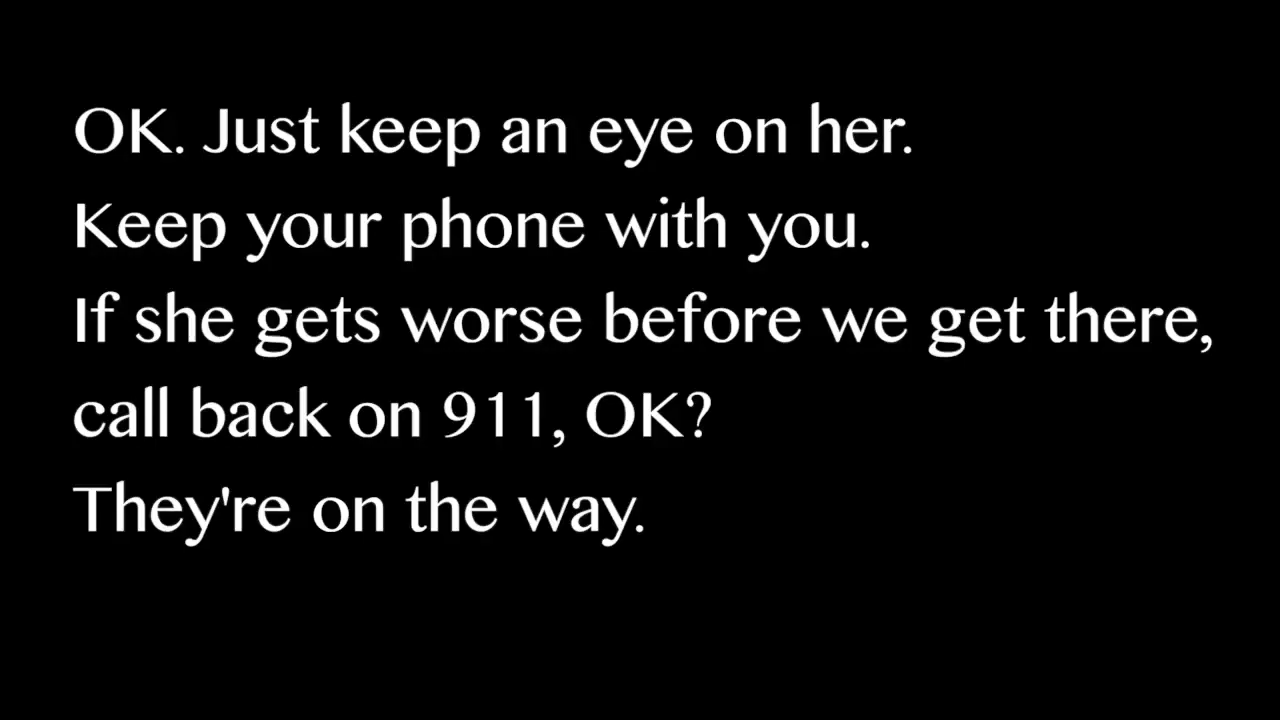 OK. Just keep an eye on her.
Keep your phone with you.
If she gets worse before we get there,
call back on 911, OK?
They're on the way.